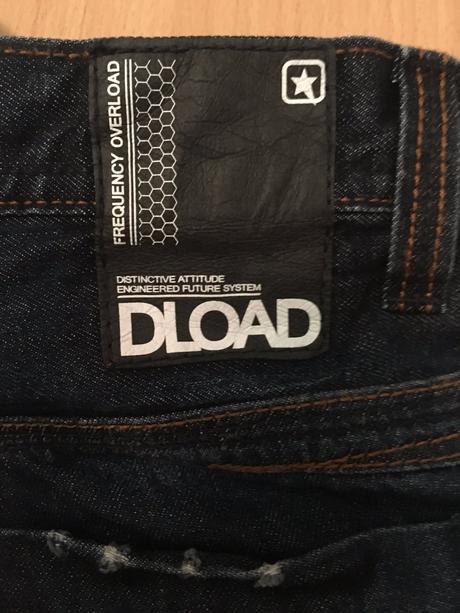 FREQUENCY OVERLOAD
DISTINCTIVE ATTITUDE
ENGINEERED FUTURE SYSTEM
DLOAD